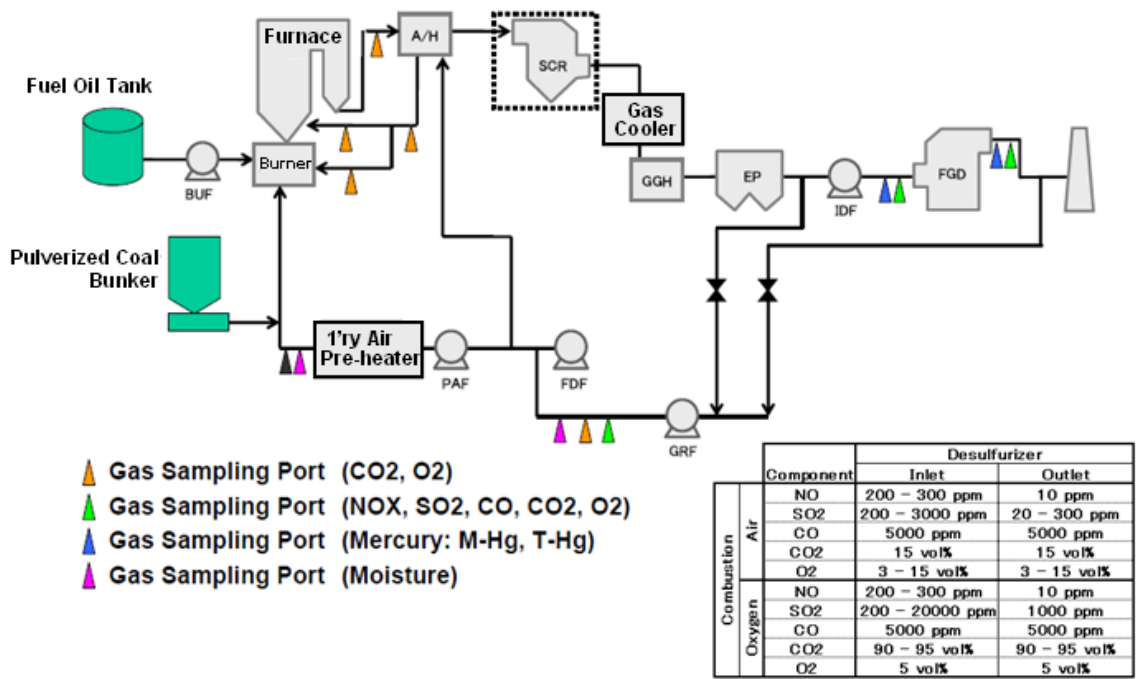 Furnace
A/H
SCR
Fuel Oil Tank
Gas
Cooler
Burner
BUF
GGH
EP
IDF
FGD
Pulverized Coal
Bunker
1'ry Air
Pre-heater
PAF
FDF
GRF
Gas Sampling Port (CO2, O2)
Gas Sampling Port (NOX, SO2, CO, CO2, O2)
Gas Sampling Port (Mercury: M-Hg, T-Hg)
Gas Sampling Port (Moisture)
Component Desulfurizer
Inlet Outlet
Combustion
Air
NO 200 - 300 ppm 10 ppm
SO2 200 - 3000 ppm 20 - 300 ppm
CO 5000 ppm 5000 ppm
CO2 15 vol% 15 vol%
O2 3 - 15 vol% 3 - 15 vol%
Oxygen
NO 200 - 300 ppm 10 ppm
SO2 200 - 20000 ppm 1000 ppm
CO 5000 ppm 5000 ppm
CO2 90 - 95 vol% 90 - 95 vol%
O2 5 vol% 5 vol%